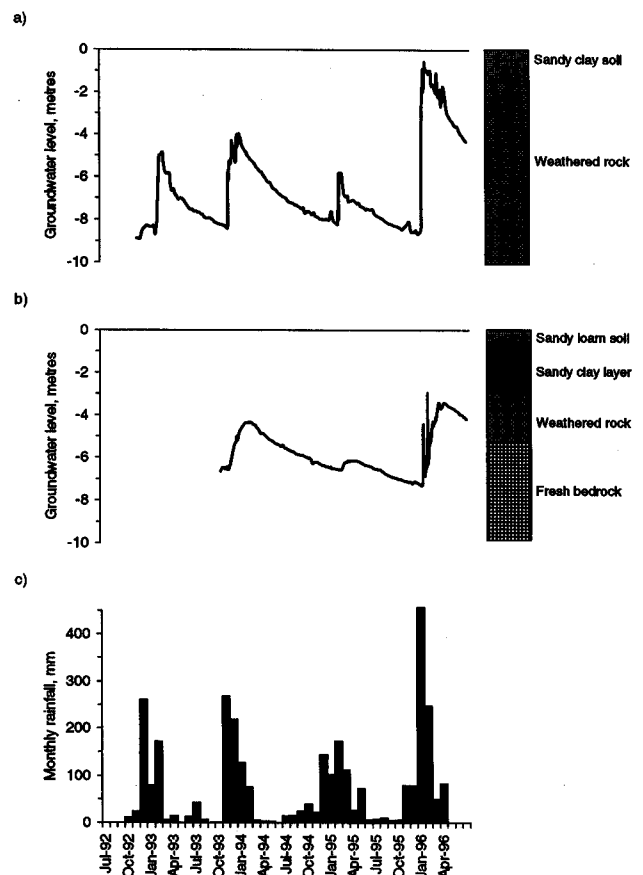 a)
Groundwater level, metres
0
-2
-4
-6
-8
-10
Sandy clay soil
Weathered rock
b)
Groundwater level, metres
0
-2
-4
-6
-8
-10
Sandy loam soil
Sandy clay layer
Weathered rock
Fresh bedrock
c)
Monthly rainfall, mm
400
300
200
100
0
Jul-92
Oct-92
Jan-93
Apr-93
Jul-93
Oct-93
Jan-94
Apr-94
Jul-94
Oct-94
Jan-95
Apr-95
Jul-95
Oct-95
Jan-96
Apr-96